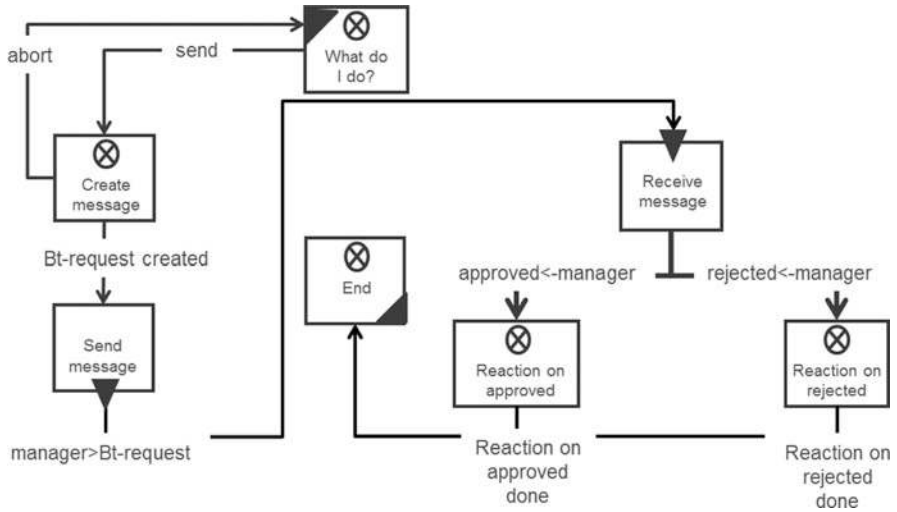 abort
send
What do
I do?
Create
message
Receive
message
Bt-request created
End
approved<-manager
rejected<-manager
Send
message
Reaction on
approved
Reaction on
rejected
manager>Bt-request
Reaction on
approved
done
Reaction on
rejected
done